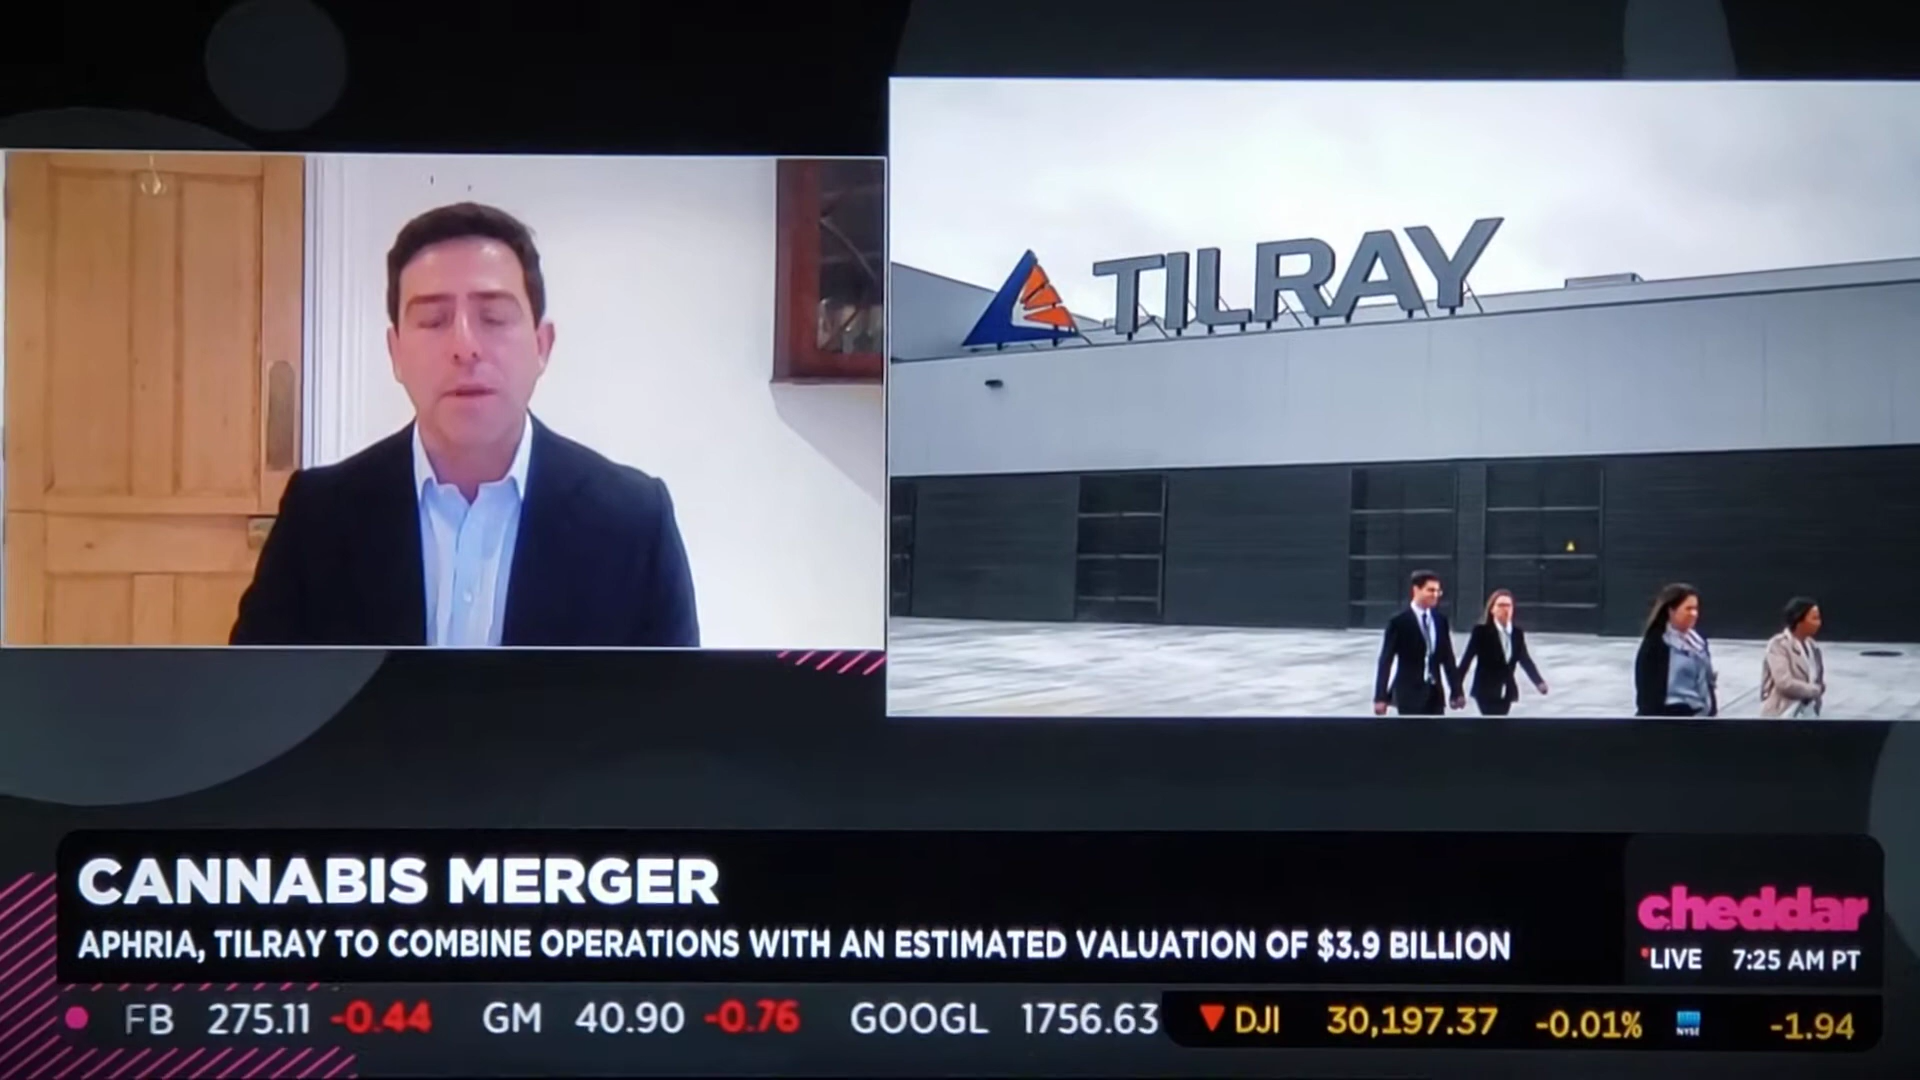 TILRAY
CANNABIS MERGER
APHRIA, TILRAY TO COMBINE OPERATIONS WITH AN ESTIMATED VALUATION OF $3.9 BILLION
cheddar
LIVE 7:25 AM PT
FB 275.11 -0.44 GM 40.90 -0.76 GOOGL 1756.63
DJI 30,197.37 -0.01% NYSE -1.94